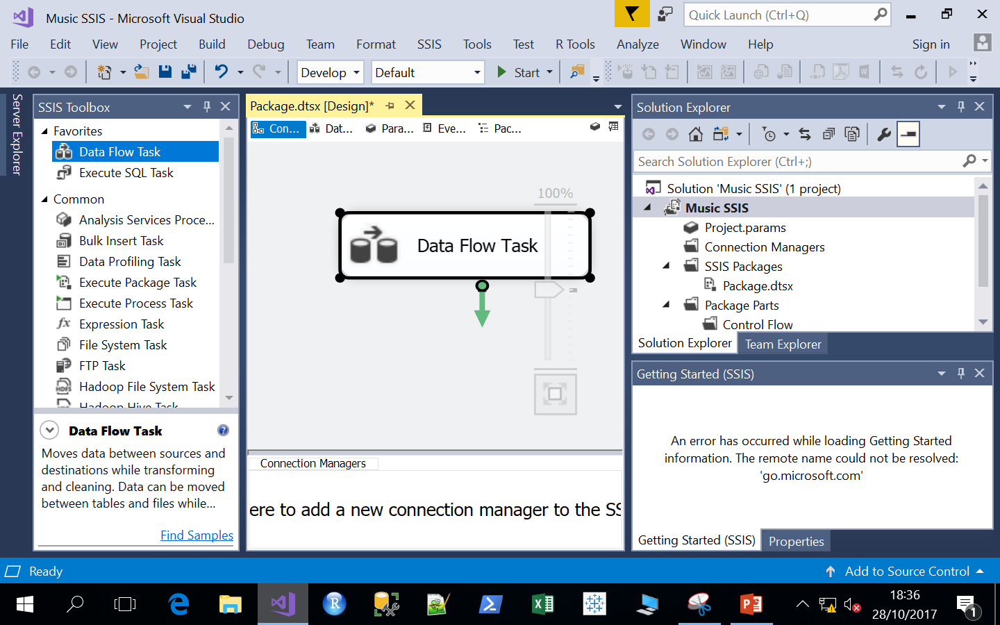 Music SSIS - Microsoft Visual Studio
Quick Launch (Ctrl+Q)
File Edit View Project Build Debug Team Format SSIS Tools Test R Tools Analyze Window Help Sign in
Develop Default Start
Server Explorer
SSIS Toolbox
Favorites
Data Flow Task
Execute SQL Task
Common
Analysis Services Proce...
Bulk Insert Task
Data Profiling Task
Execute Package Task
Execute Process Task
Expression Task
File System Task
FTP Task
Hadoop File System Task
Hadoop Hive Task
Data Flow Task
Moves data between sources and
destinations while transforming
and cleaning. Data can be moved
between tables and files while...
Find Samples
Package.dtsx [Design]*
Con... Dat... Para... Eve... Pac...
100%
Data Flow Task
Connection Managers
ere to add a new connection manager to the SS
Solution Explorer
Search Solution Explorer (Ctrl+;)
Solution 'Music SSIS' (1 project)
Music SSIS
Project.params
Connection Managers
SSIS Packages
Package.dtsx
Package Parts
Control Flow
Solution Explorer Team Explorer
Getting Started (SSIS)
An error has occurred while loading Getting Started
information. The remote name could not be resolved:
'go.microsoft.com'
Getting Started (SSIS) Properties
Ready
Add to Source Control
18:36
28/10/2017
1